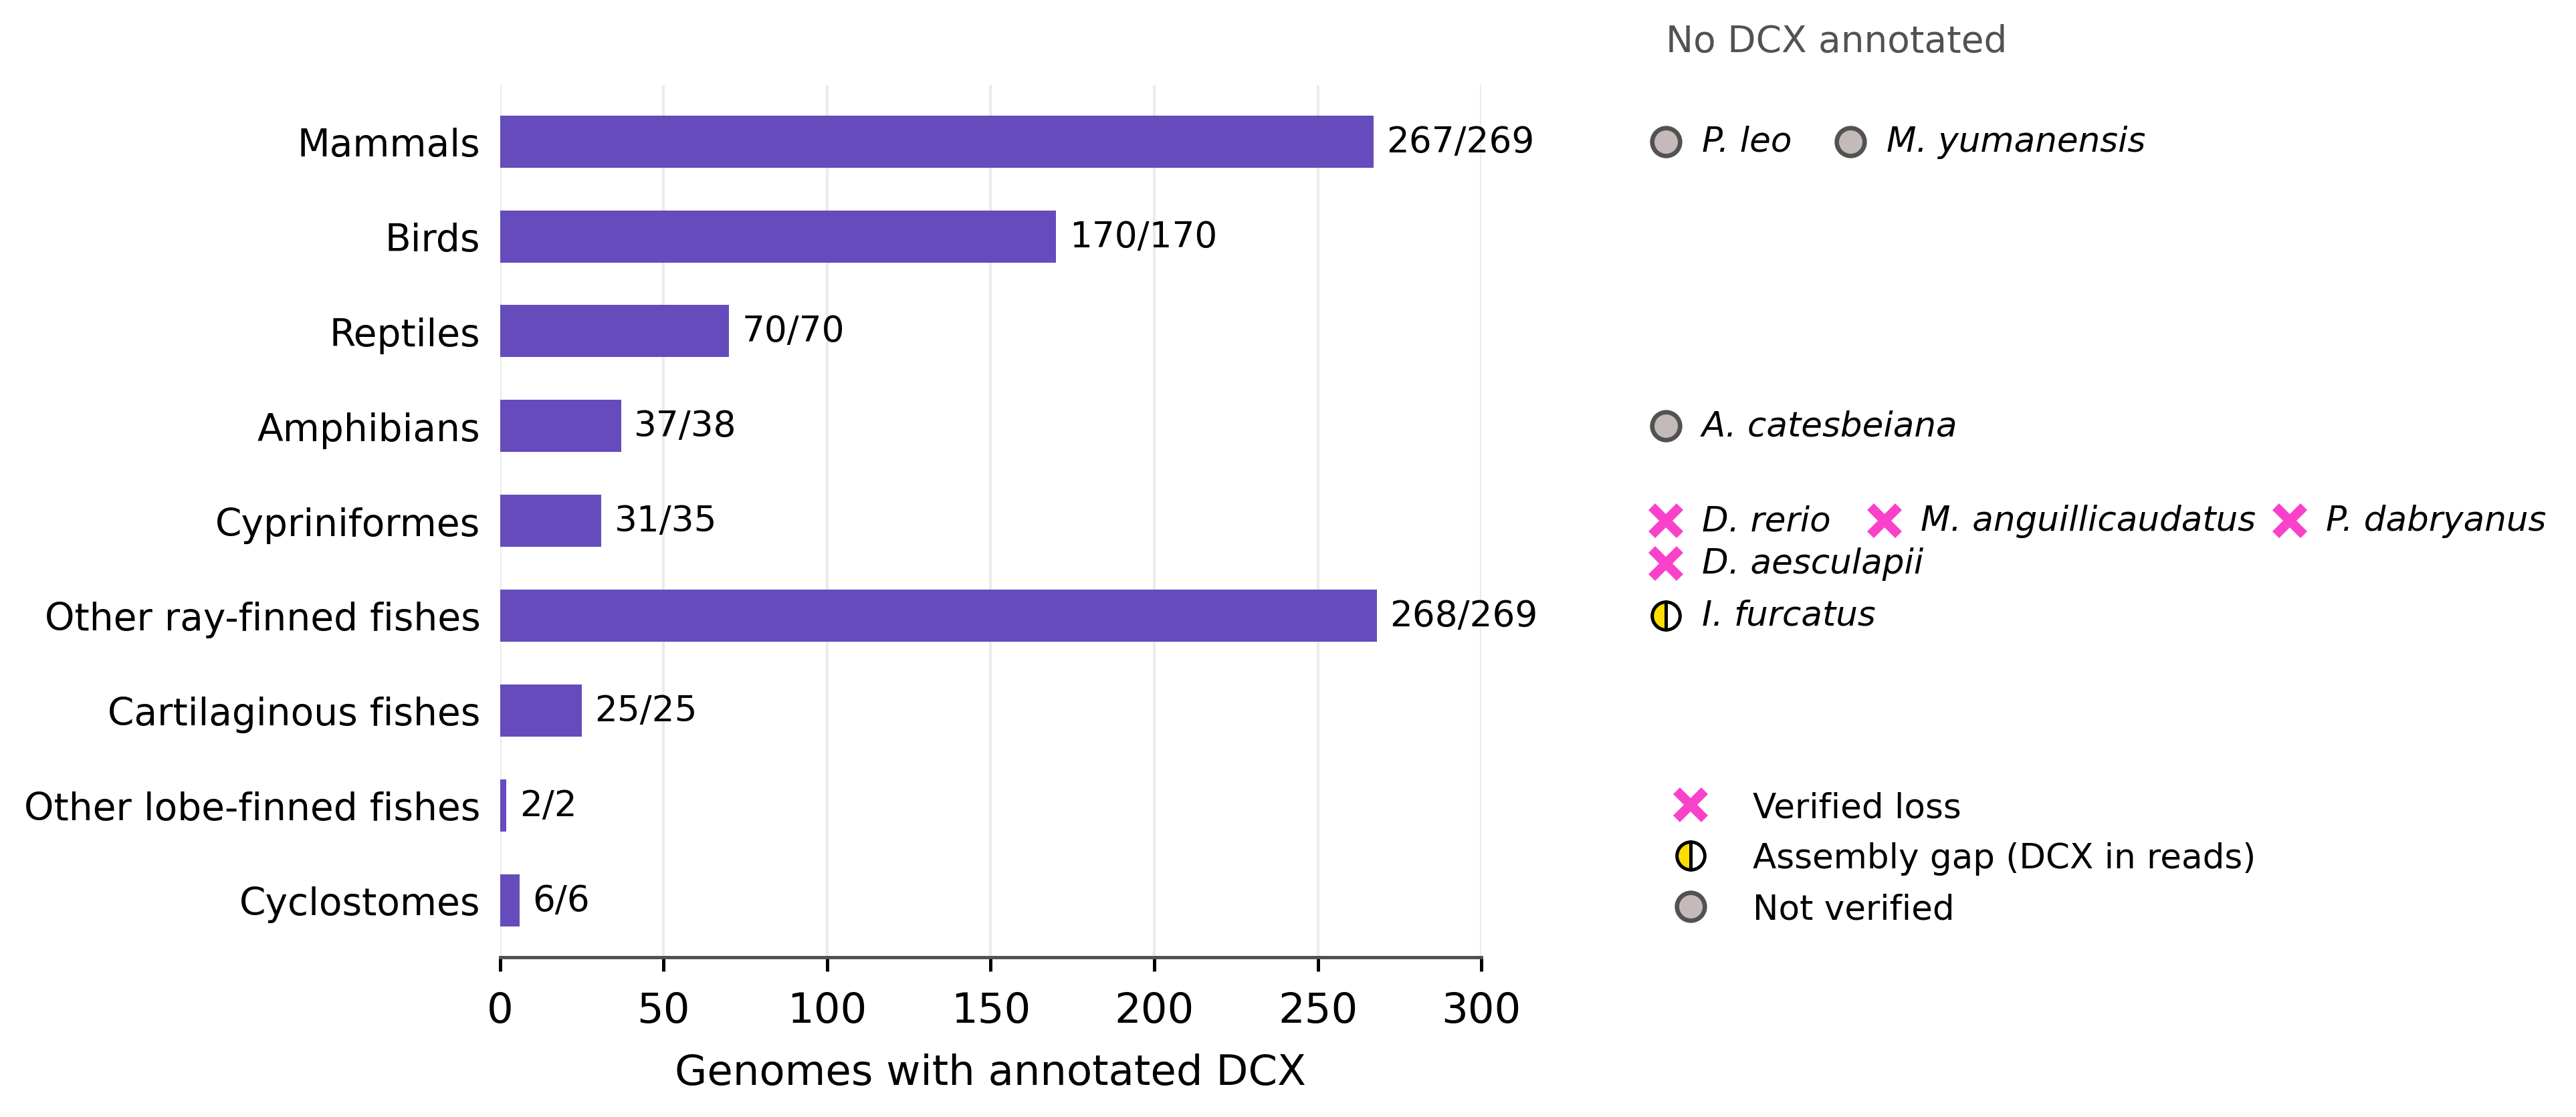 No DCX annotated
Mammals 267/269 P. leo M. yumanensis
Birds 170/170
Reptiles 70/70
Amphibians 37/38 A. catesbeiana
Cypriniformes 31/35 D. rerio M. anguillicaudatus P. dabryanus
D. aesculapii
Other ray-finned fishes 268/269 I. furcatus
Cartilaginous fishes 25/25
Other lobe-finned fishes 2/2 Verified loss
Assembly gap (DCX in reads)
Cyclostomes 6/6 Not verified
0 50 100 150 200 250 300
Genomes with annotated DCX